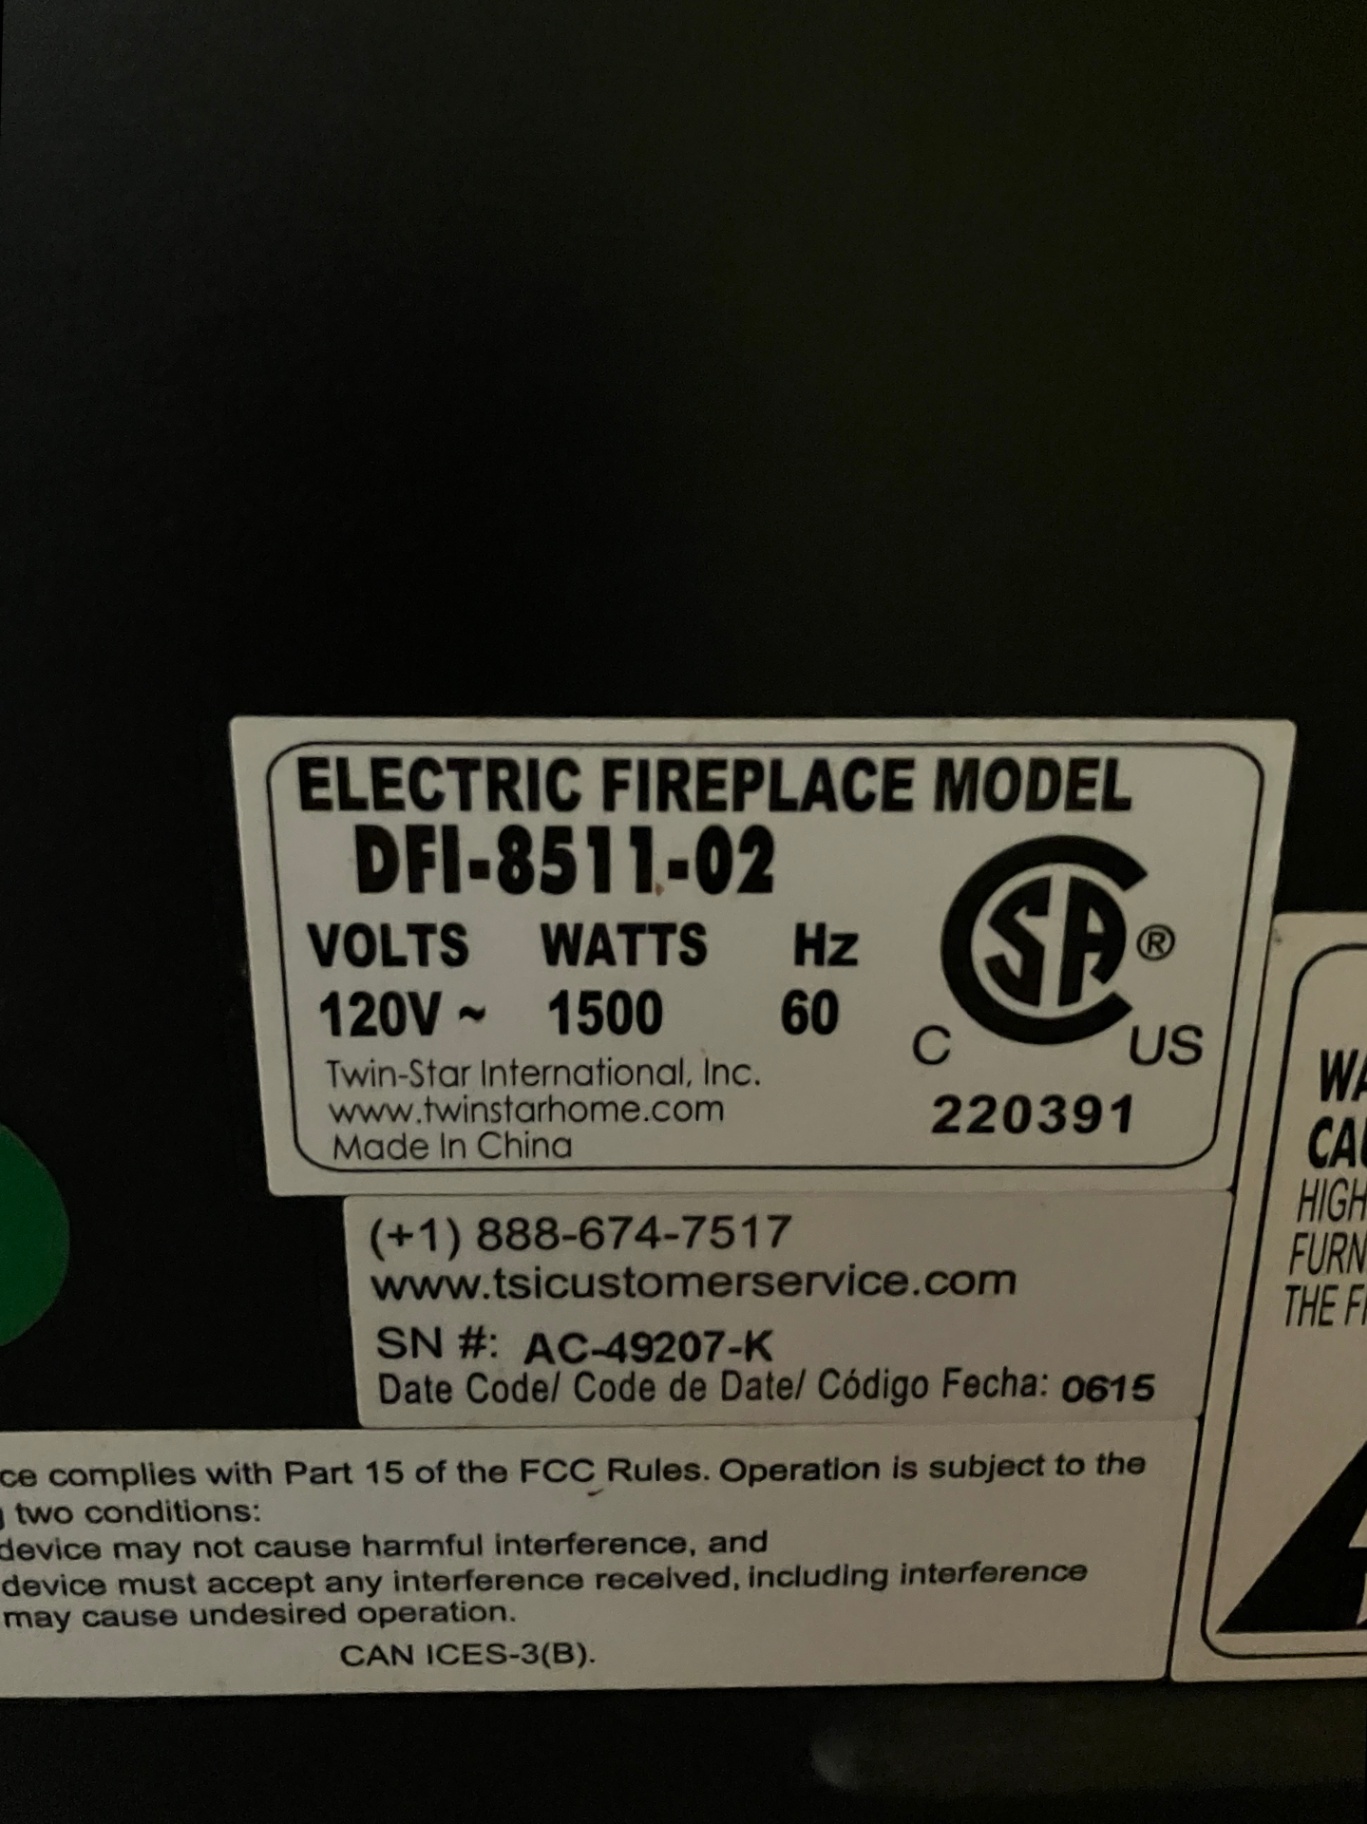 ELECTRIC FIREPLACE MODEL
DFI-8511-02
VOLTS WATTS Hz
120V ~ 1500 60
Twin-Star International, Inc.
www.twinstarhome.com
Made In China
CSA ®
C US
220391
(+1) 888-674-7517
www.tsicustomerservice.com
SN #: AC-49207-K
Date Code/ Code de Date/ Código Fecha: 0615
complies with Part 15 of the FCC Rules. Operation is subject to the
two conditions:
device may not cause harmful interference, and
device must accept any interference received, including interference
may cause undesired operation.
CAN ICES-3(B).
HIGH
THE